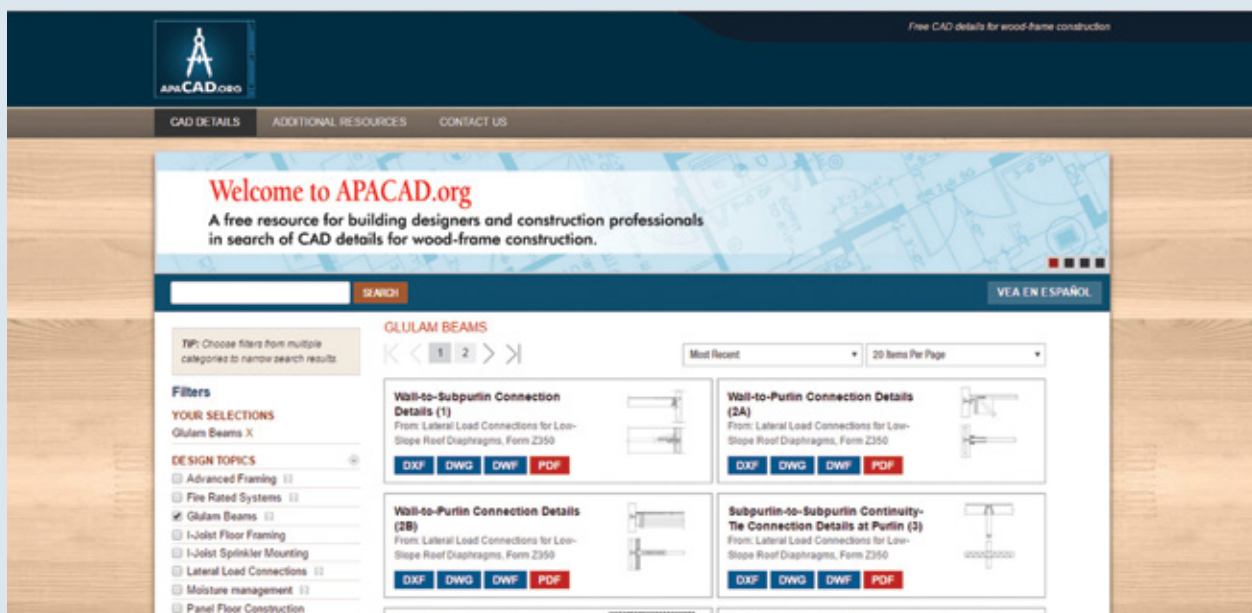 Free CAD details for wood-frame construction
APACAD.ORG
CAD DETAILS ADDITIONAL RESOURCES CONTACT US
Welcome to APACAD.org
A free resource for building designers and construction professionals
in search of CAD details for wood-frame construction.
SEARCH VEA EN ESPAÑOL
TIP: Choose filters from multiple
categories to narrow search results.
Filters
YOUR SELECTIONS
Glulam Beams X
DESIGN TOPICS
Advanced Framing
Fire Rated Systems
Glulam Beams
I-Joist Floor Framing
I-Joist Sprinkler Mounting
Lateral Load Connections
Moisture management
Panel Floor Construction
GLULAM BEAMS
1 2
Most Recent 20 Items Per Page
Wall-to-Subpurlin Connection
Details (1)
From: Lateral Load Connections for Low-
Slope Roof Diaphragms, Form Z350
DXF DWG DWF PDF
Wall-to-Purlin Connection Details
(2A)
From: Lateral Load Connections for Low-
Slope Roof Diaphragms, Form Z350
DXF DWG DWF PDF
Wall-to-Purlin Connection Details
(2B)
From: Lateral Load Connections for Low-
Slope Roof Diaphragms, Form Z350
DXF DWG DWF PDF
Subpurlin-to-Subpurlin Continuity-
Tie Connection Details at Purlin (3)
From: Lateral Load Connections for Low-
Slope Roof Diaphragms, Form Z350
DXF DWG DWF PDF